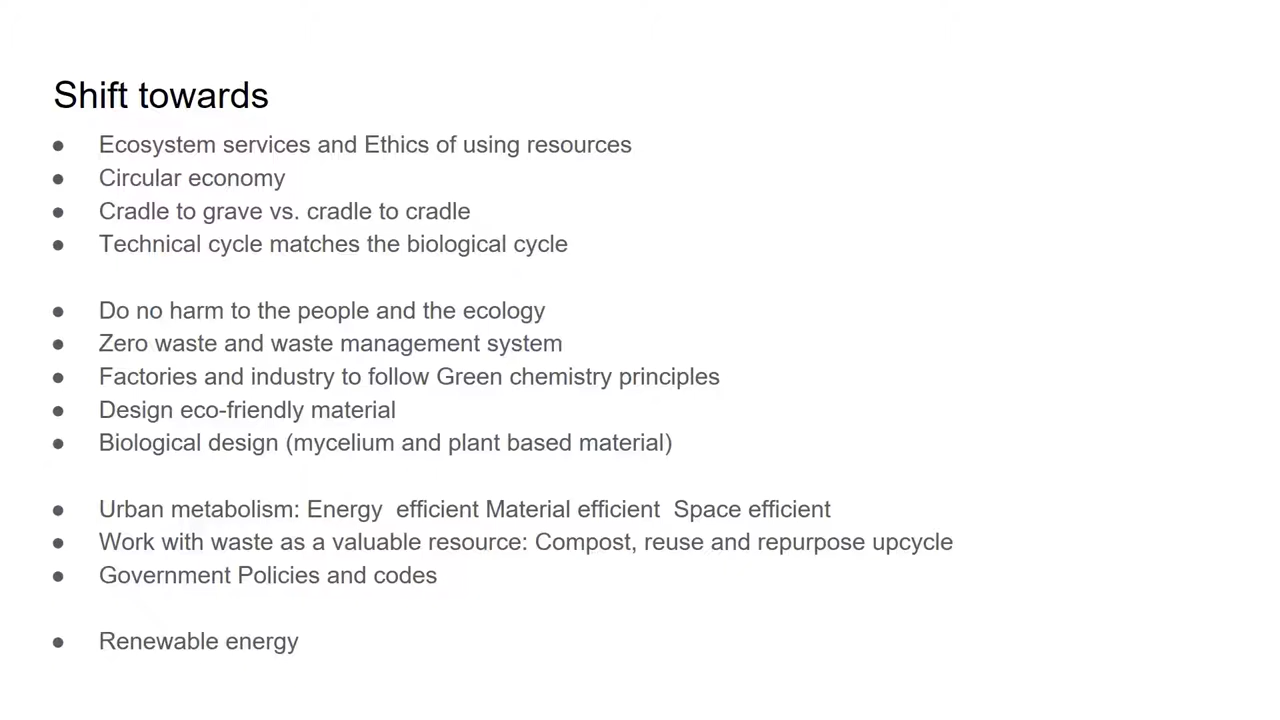 Shift towards
● Ecosystem services and Ethics of using resources
● Circular economy
● Cradle to grave vs. cradle to cradle
● Technical cycle matches the biological cycle
● Do no harm to the people and the ecology
● Zero waste and waste management system
● Factories and industry to follow Green chemistry principles
● Design eco-friendly material
● Biological design (mycelium and plant based material)
● Urban metabolism: Energy  efficient Material efficient  Space efficient
● Work with waste as a valuable resource: Compost, reuse and repurpose upcycle
● Government Policies and codes
● Renewable energy